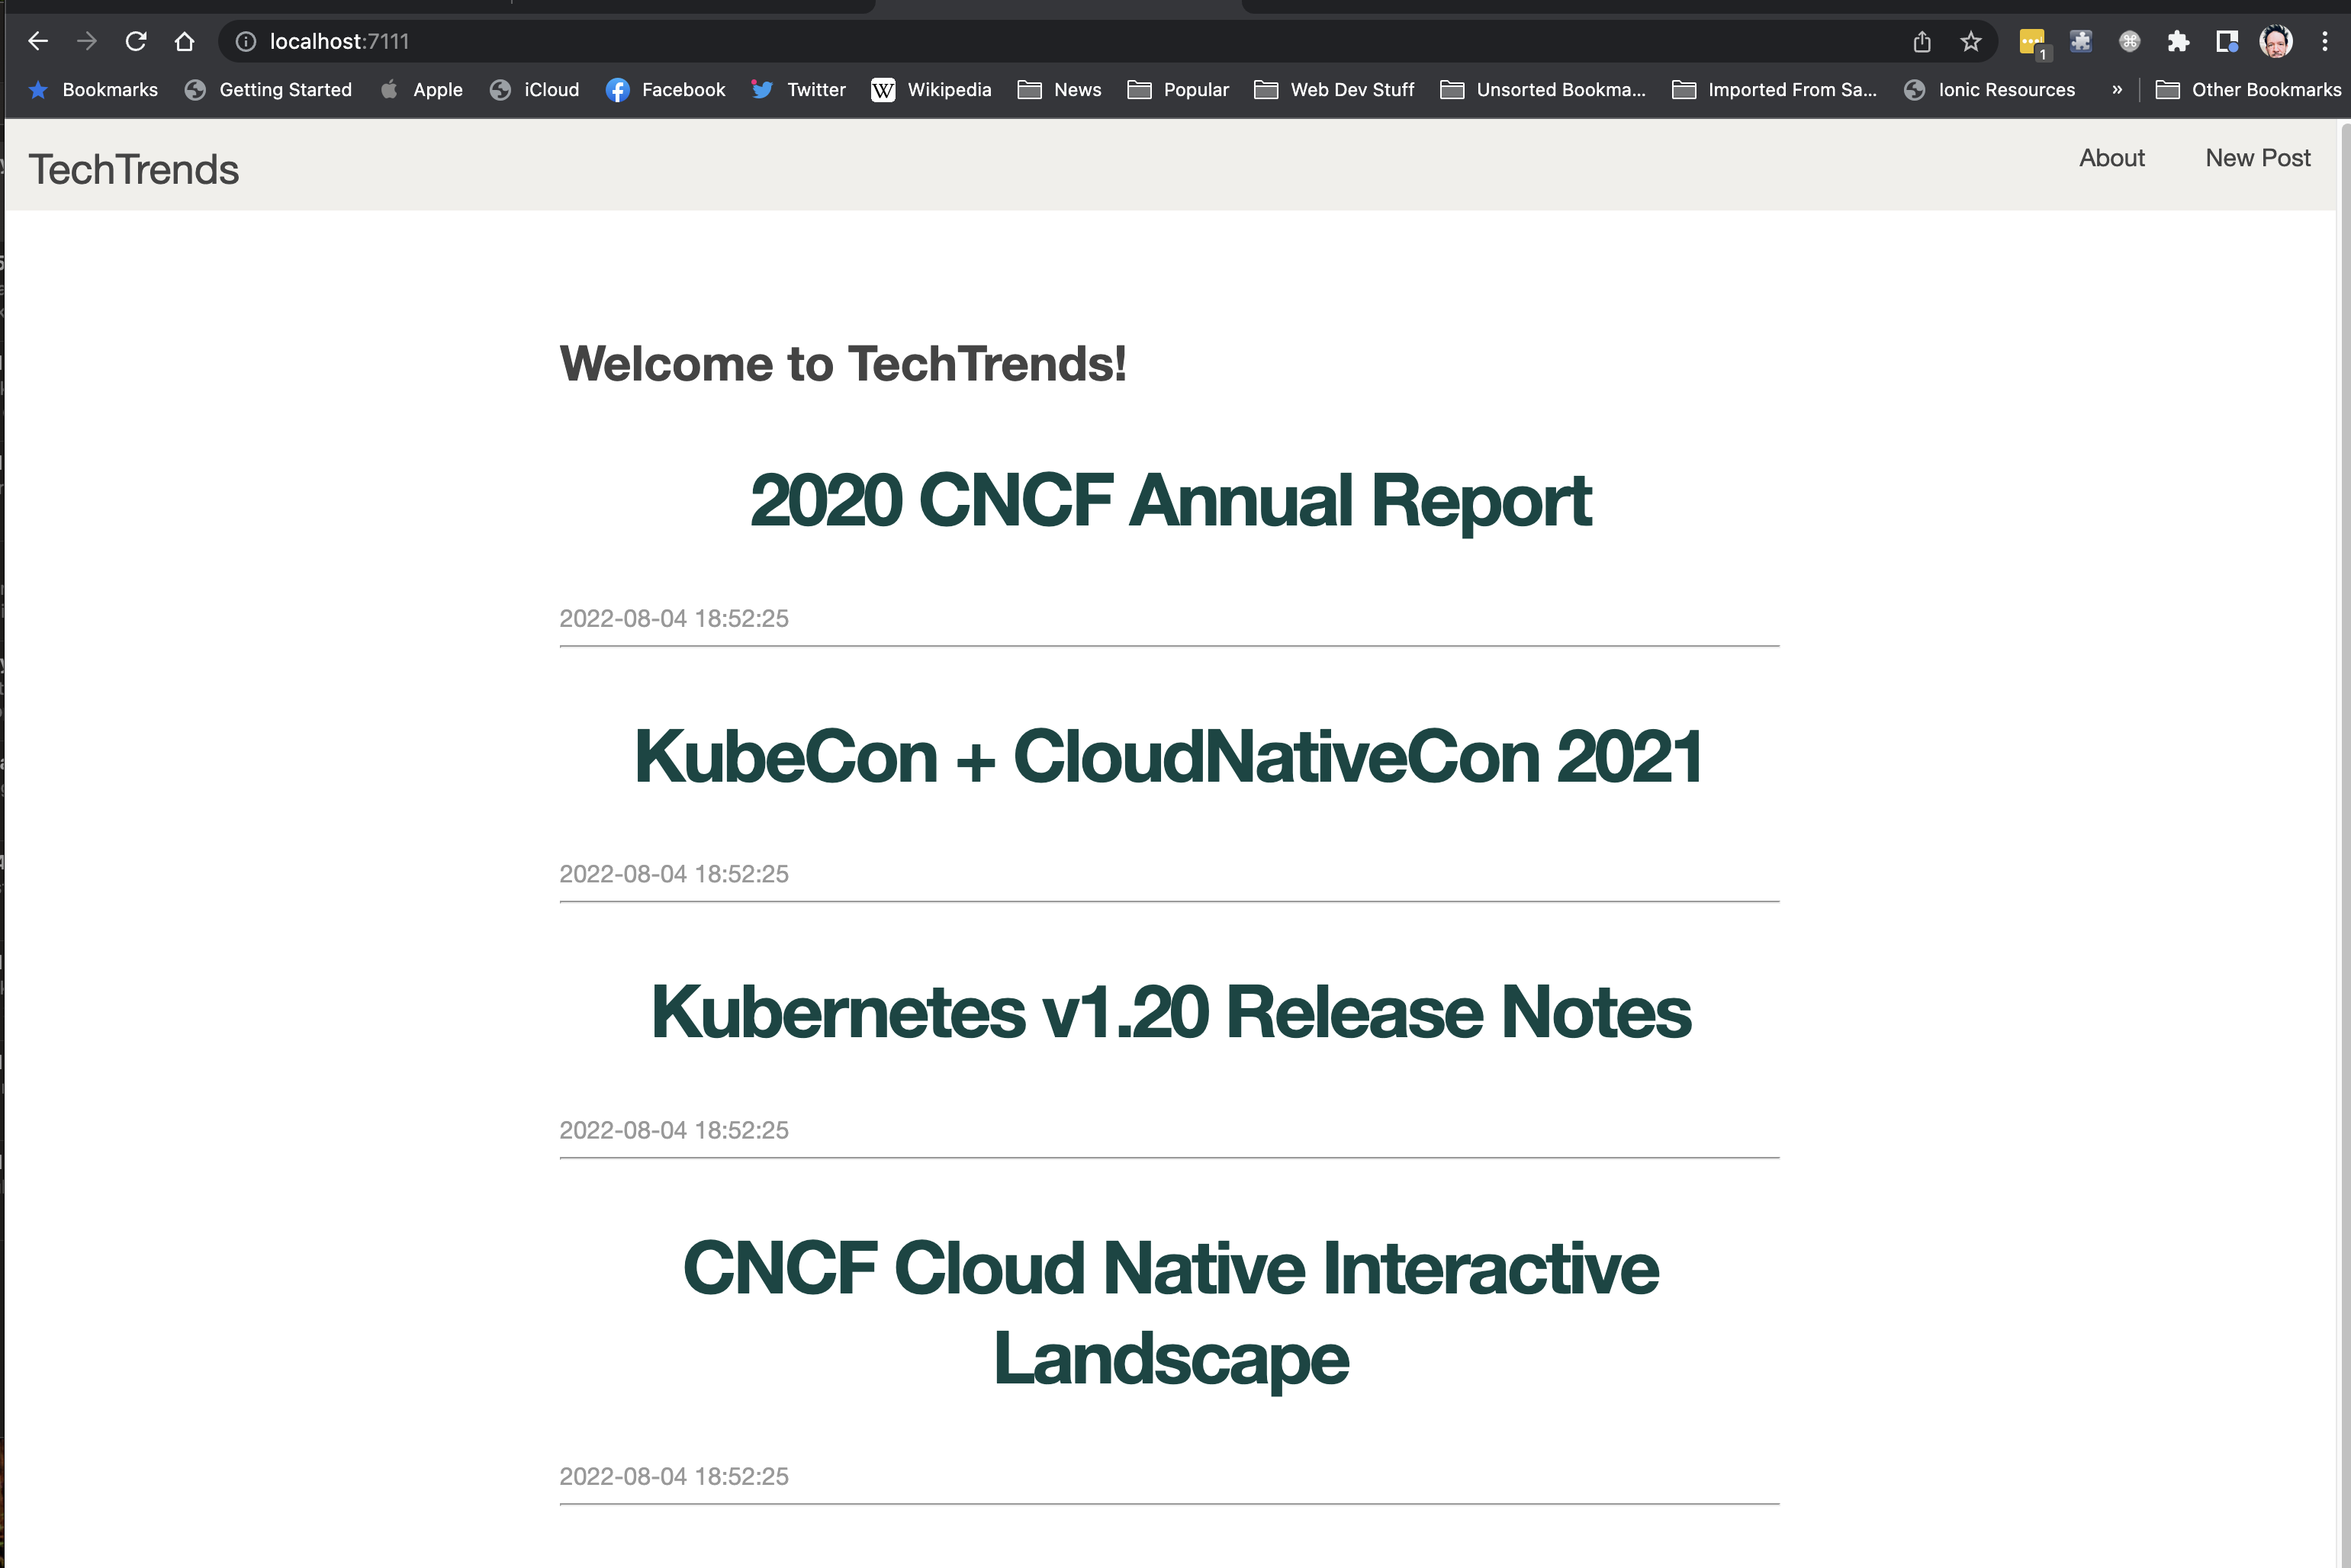 localhost:7111
1
Bookmarks Getting Started Apple iCloud Facebook Twitter W Wikipedia News Popular Web Dev Stuff Unsorted Bookma... Imported From Sa... Ionic Resources » Other Bookmarks
TechTrends About New Post
Welcome to TechTrends!
2020 CNCF Annual Report
2022-08-04 18:52:25
KubeCon + CloudNativeCon 2021
2022-08-04 18:52:25
Kubernetes v1.20 Release Notes
2022-08-04 18:52:25
CNCF Cloud Native Interactive
Landscape
2022-08-04 18:52:25